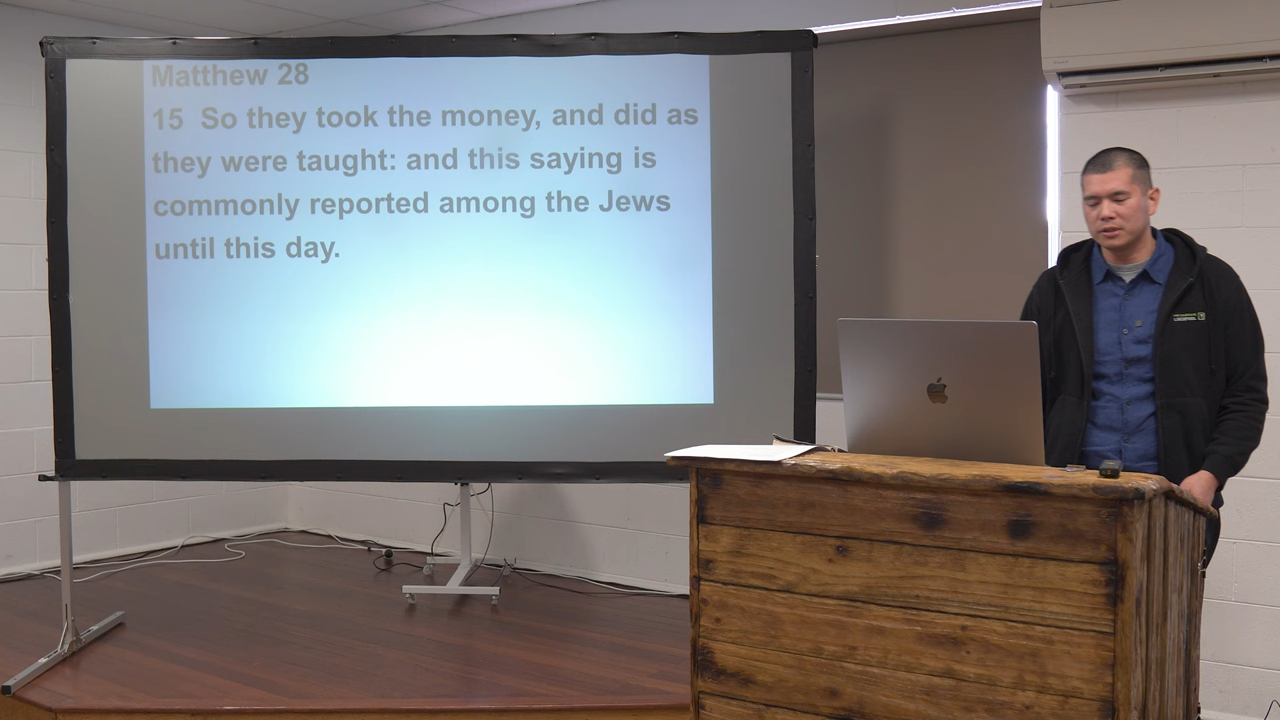 Matthew 28
15 So they took the money, and did as
they were taught: and this saying is
commonly reported among the Jews
until this day.